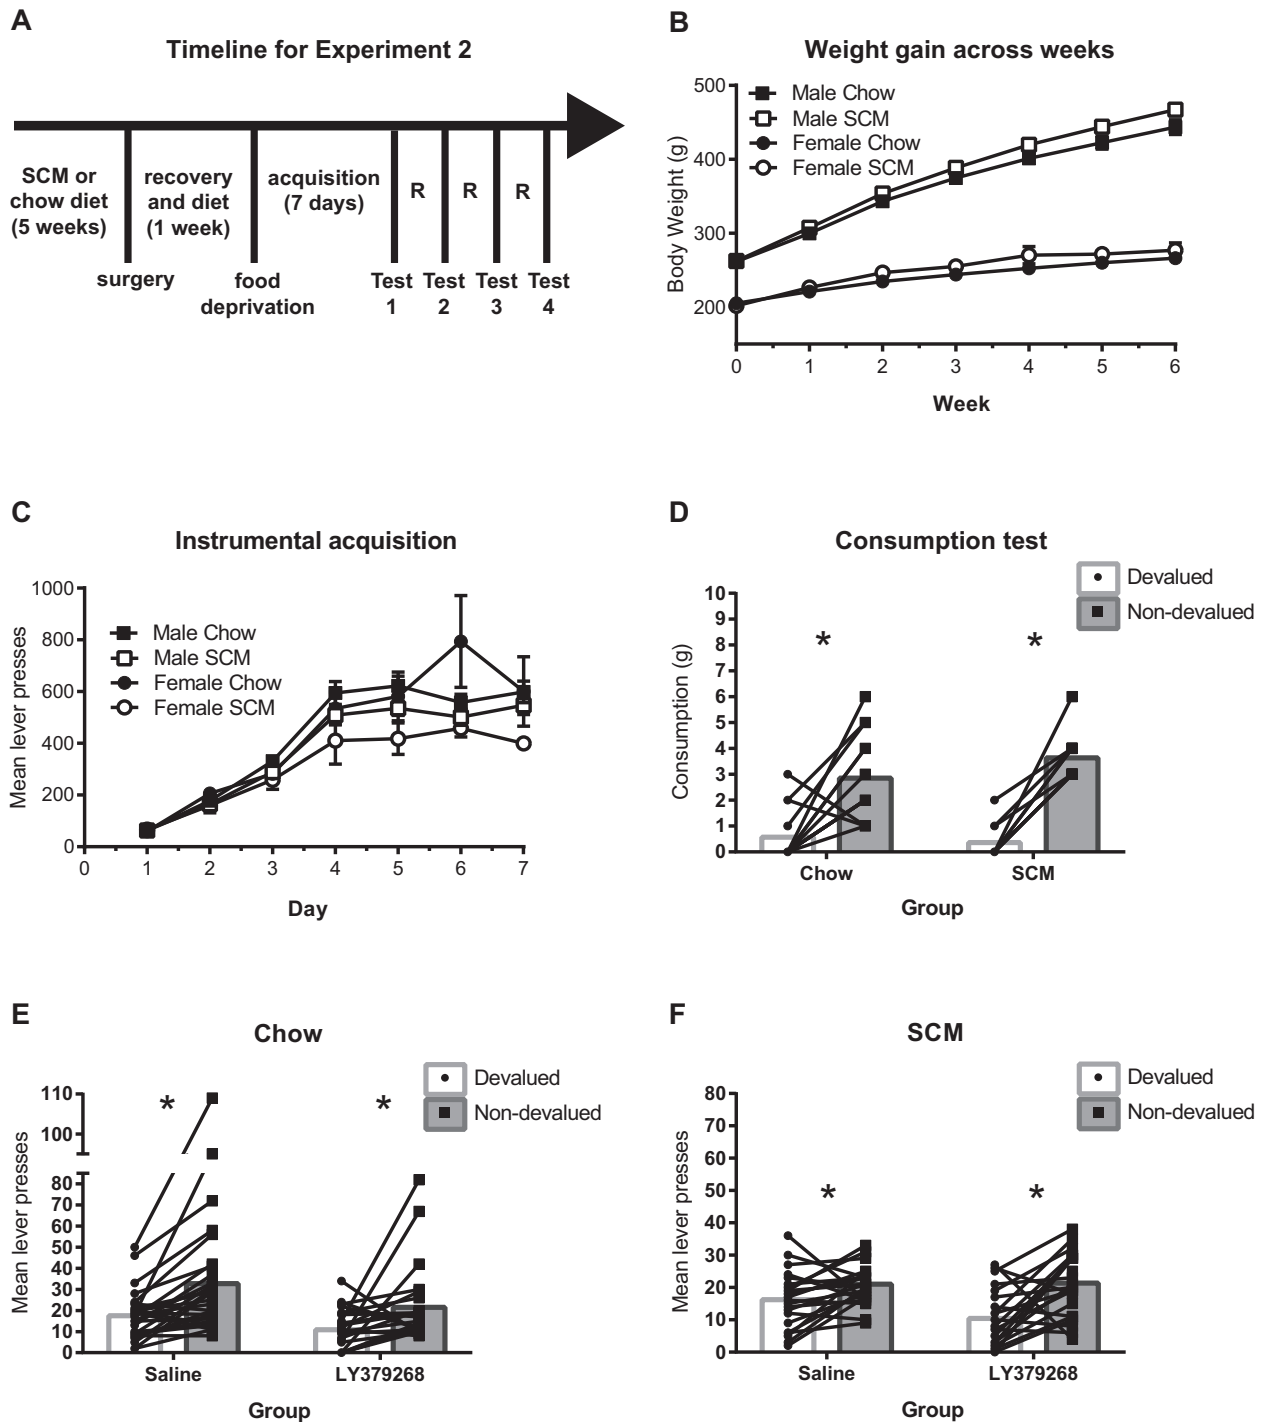 A
Timeline for Experiment 2
SCM or
chow diet
(5 weeks)
recovery
and diet
(1 week)
acquisition
(7 days)
R
R
R
surgery
food
deprivation
Test
1
Test
2
Test
3
Test
4
B
Weight gain across weeks
Male Chow
Male SCM
Female Chow
Female SCM
Body Weight (g)
500
400
300
200
0 1 2 3 4 5 6
Week
C
Instrumental acquisition
Male Chow
Male SCM
Female Chow
Female SCM
Mean lever presses
1000
800
600
400
200
0
0 1 2 3 4 5 6 7
Day
D
Consumption test
Devalued
Non-devalued
Consumption (g)
10
9
8
7
6
5
4
3
2
1
0
* *
Chow SCM
Group
E
Chow
Devalued
Non-devalued
Mean lever presses
110
100
80
70
60
50
40
30
20
10
0
* *
Saline LY379268
Group
F
SCM
Devalued
Non-devalued
Mean lever presses
80
70
60
50
40
30
20
10
0
* *
Saline LY379268
Group